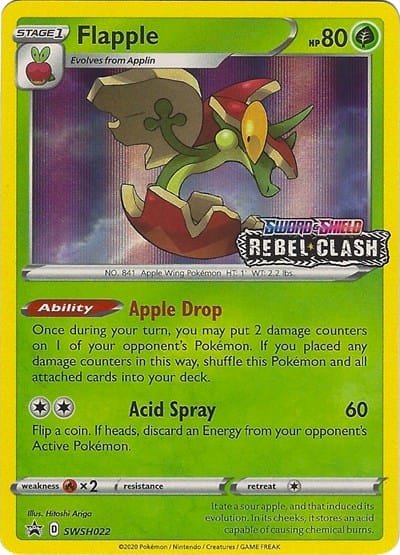 STAGE 1 Flapple HP 80
Evolves from Applin
SWORD & SHIELD
REBEL CLASH
NO. 841 Apple Wing Pokémon HT: 1' WT: 2.2 lbs.
Ability Apple Drop
Once during your turn, you may put 2 damage counters
on 1 of your opponent's Pokémon. If you placed any
damage counters in this way, shuffle this Pokémon and all
attached cards into your deck.
Acid Spray 60
Flip a coin. If heads, discard an Energy from your opponent's
Active Pokémon.
weakness ×2 resistance retreat
Illus. Hitoshi Ariga
D SWSH022
It ate a sour apple, and that induced its
evolution. In its cheeks, it stores an acid
capable of causing chemical burns.
©2020 Pokémon / Nintendo / Creatures / GAME FREAK